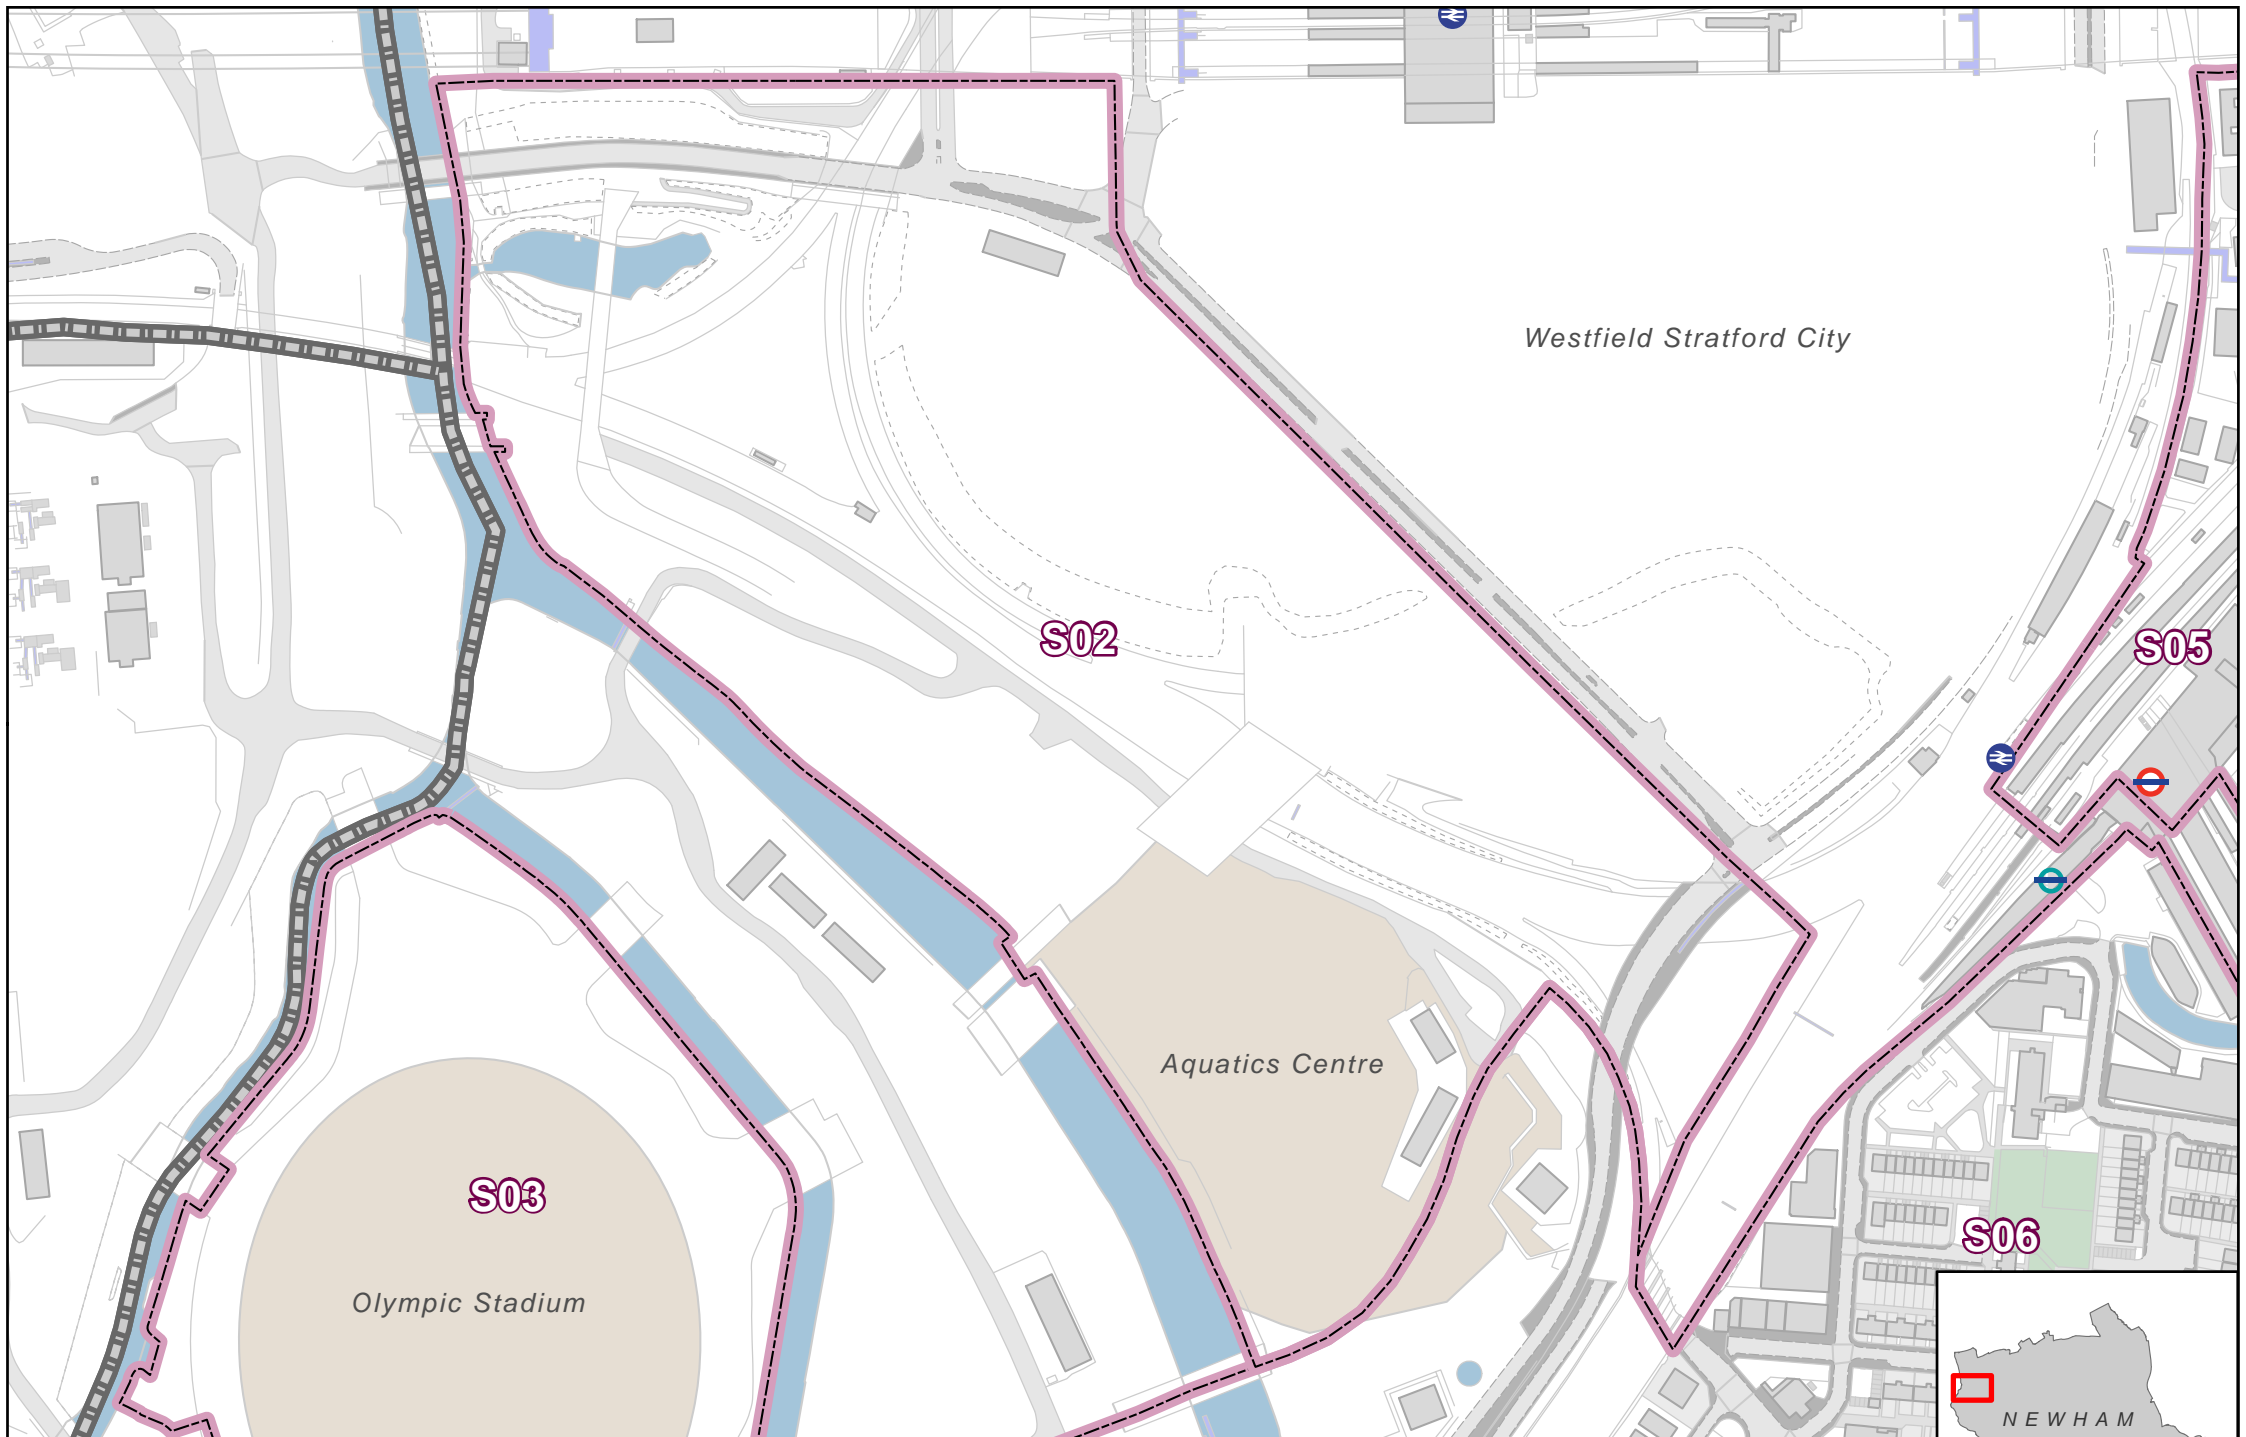 Westfield Stratford City
S02
S05
Aquatics Centre
S03
S06
Olympic Stadium
NEWHAM